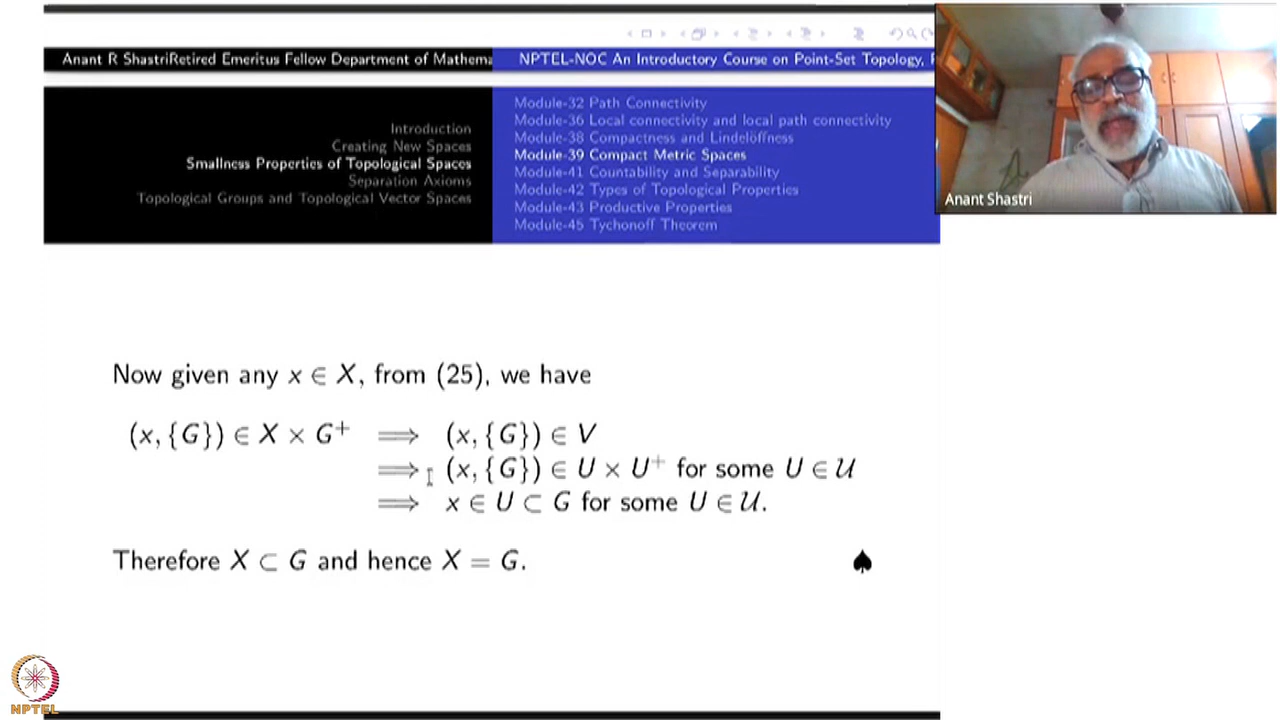 Anant R ShastriRetired Emeritus Fellow Department of Mathema
NPTEL-NOC An Introductory Course on Point-Set Topology,
Introduction
Creating New Spaces
Smallness Properties of Topological Spaces
Separation Axioms
Topological Groups and Topological Vector Spaces
Module-32 Path Connectivity
Module-36 Local connectivity and local path connectivity
Module-38 Compactness and Lindelöffness
Module-39 Compact Metric Spaces
Module-41 Countability and Separability
Module-42 Types of Topological Properties
Module-43 Productive Properties
Module-45 Tychonoff Theorem
Anant Shastri
Now given any x ∈ X, from (25), we have
(x, {G}) ∈ X × G⁺ ⟹ (x, {G}) ∈ V
⟹ (x, {G}) ∈ U × U⁺ for some U ∈ 𝒰
⟹ x ∈ U ⊂ G for some U ∈ 𝒰.
Therefore X ⊂ G and hence X = G. ♠
NPTEL